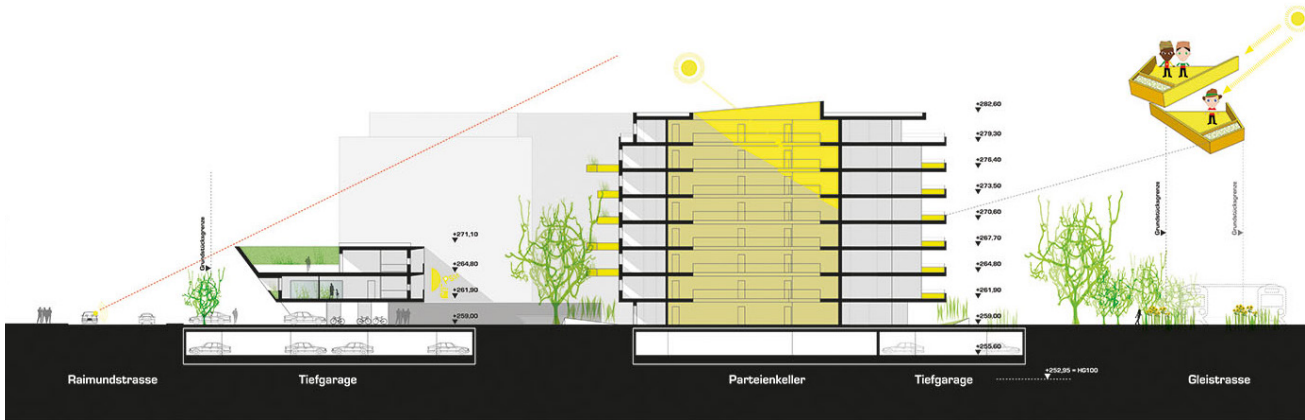 +282,60
+279,30
+276,40
+273,50
+270,60
+267,70
+264,80
+261,90
+259,00
+255,60
+271,10
+264,80
+261,90
+259,00
Grundstücksgrenze
Grundstücksgrenze
Grundstücksgrenze
+252,95 = HG100
Raimundstrasse
Tiefgarage
Parteienkeller
Tiefgarage
Gleistrasse